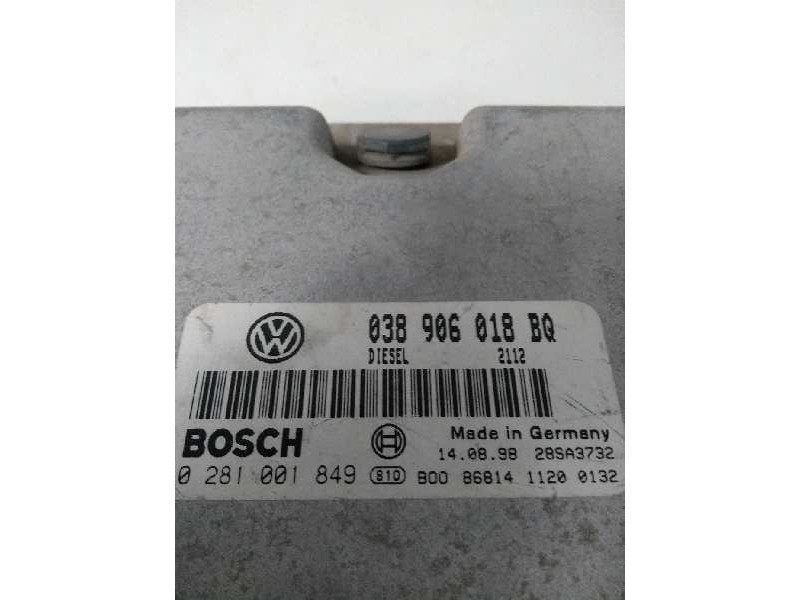 038 906 018 BQ
DIESEL 2112
BOSCH
Made in Germany
14.08.98 28SA3732
0 281 001 849 810 B00 86814 1120 0132